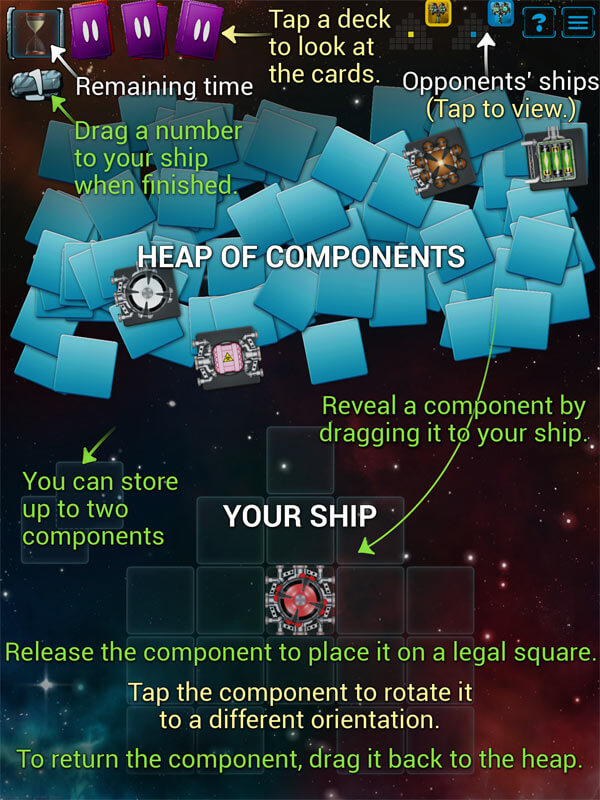 Tap a deck
to look at
the cards.
?
Remaining time
Opponents' ships
(Tap to view.)
1
Drag a number
to your ship
when finished.
HEAP OF COMPONENTS
Reveal a component by
dragging it to your ship.
You can store
up to two
components
YOUR SHIP
Release the component to place it on a legal square.
Tap the component to rotate it
to a different orientation.
To return the component, drag it back to the heap.